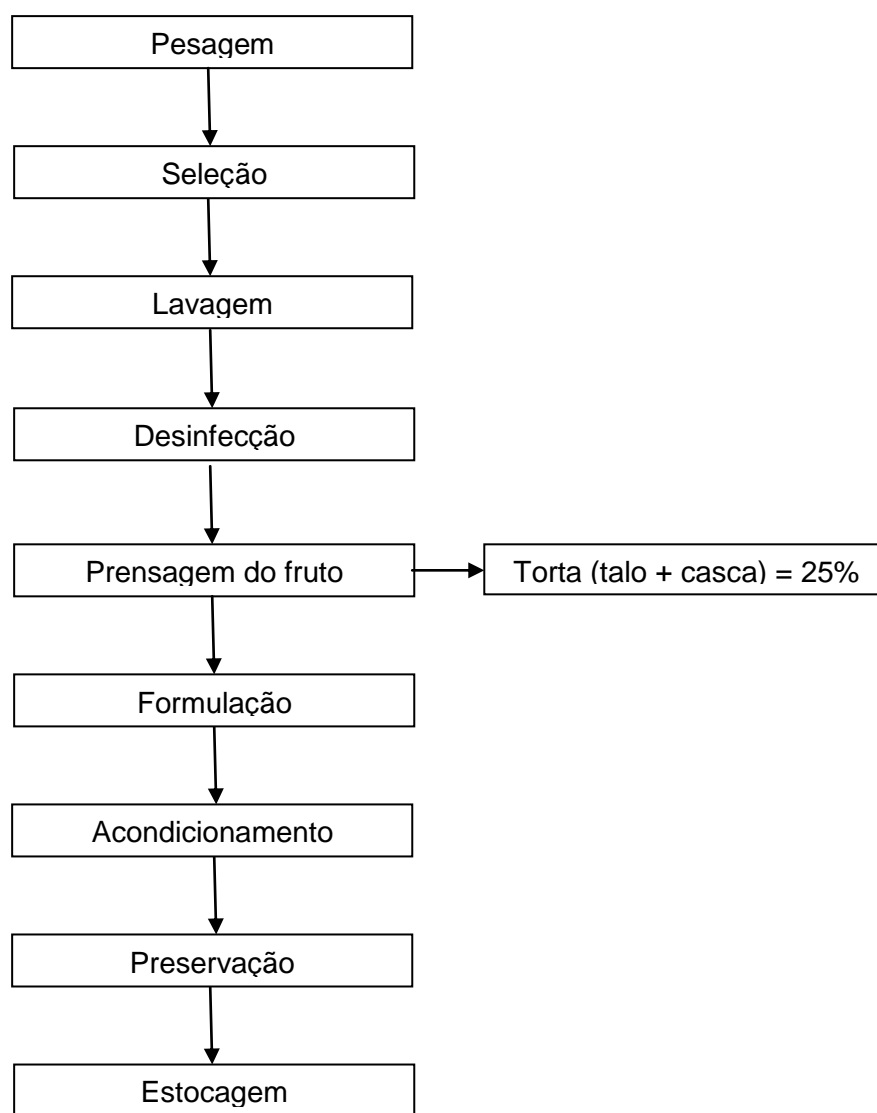 Pesagem
Seleção
Lavagem
Desinfecção
Prensagem do fruto
Torta (talo + casca) = 25%
Formulação
Acondicionamento
Preservação
Estocagem